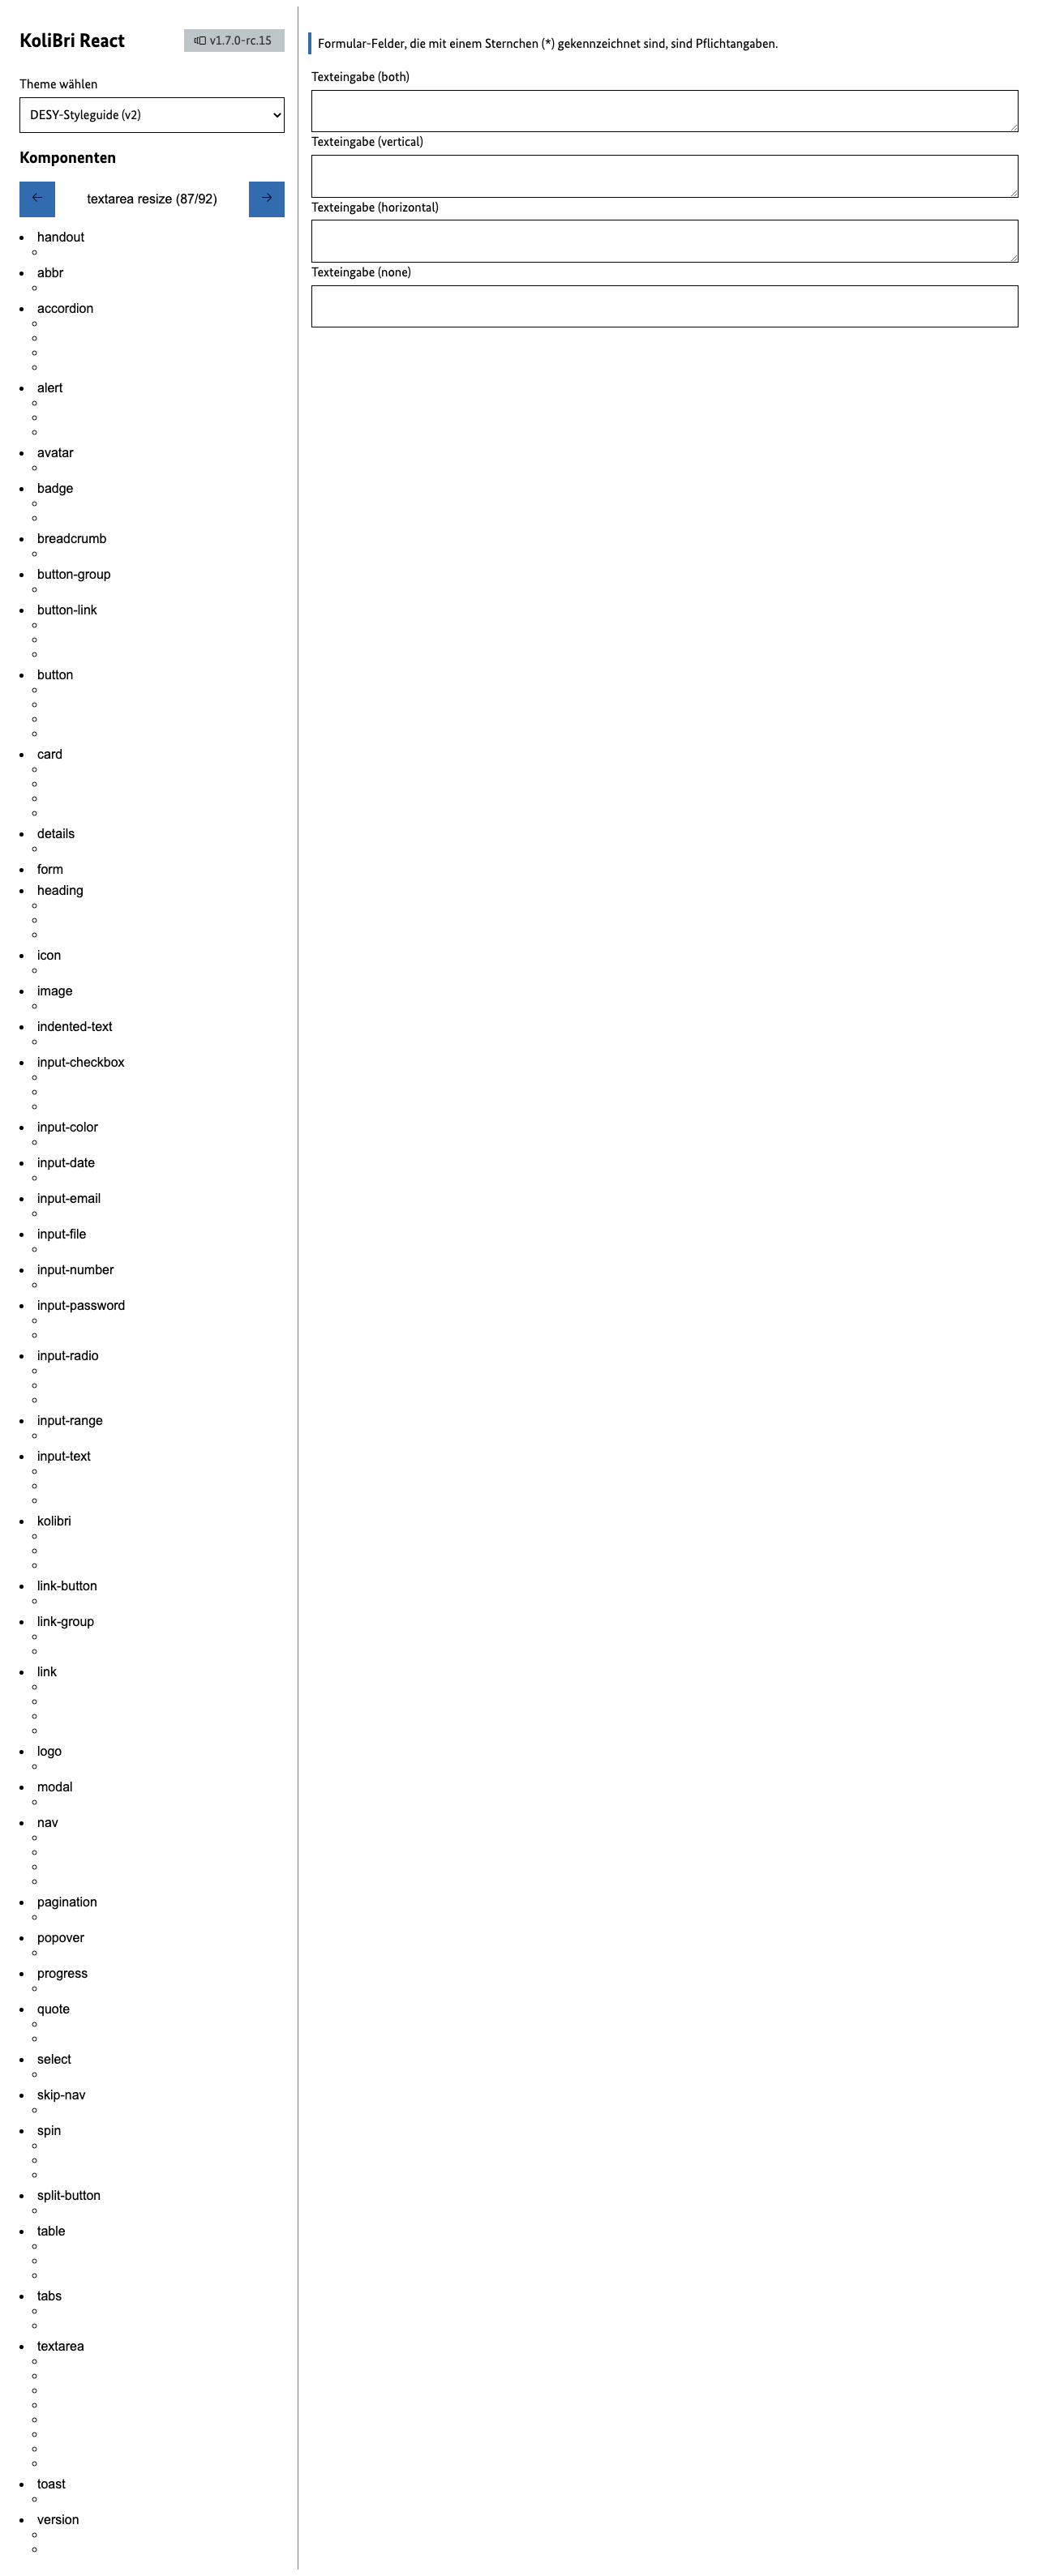 KoliBri React
v1.7.0-rc.15
Theme wählen
DESY-Styleguide (v2)
Komponenten
← textarea resize (87/92) →
handout
abbr
accordion
alert
avatar
badge
breadcrumb
button-group
button-link
button
card
details
form
heading
icon
image
indented-text
input-checkbox
input-color
input-date
input-email
input-file
input-number
input-password
input-radio
input-range
input-text
kolibri
link-button
link-group
link
logo
modal
nav
pagination
popover
progress
quote
select
skip-nav
spin
split-button
table
tabs
textarea
toast
version
Formular-Felder, die mit einem Sternchen (*) gekennzeichnet sind, sind Pflichtangaben.
Texteingabe (both)
Texteingabe (vertical)
Texteingabe (horizontal)
Texteingabe (none)